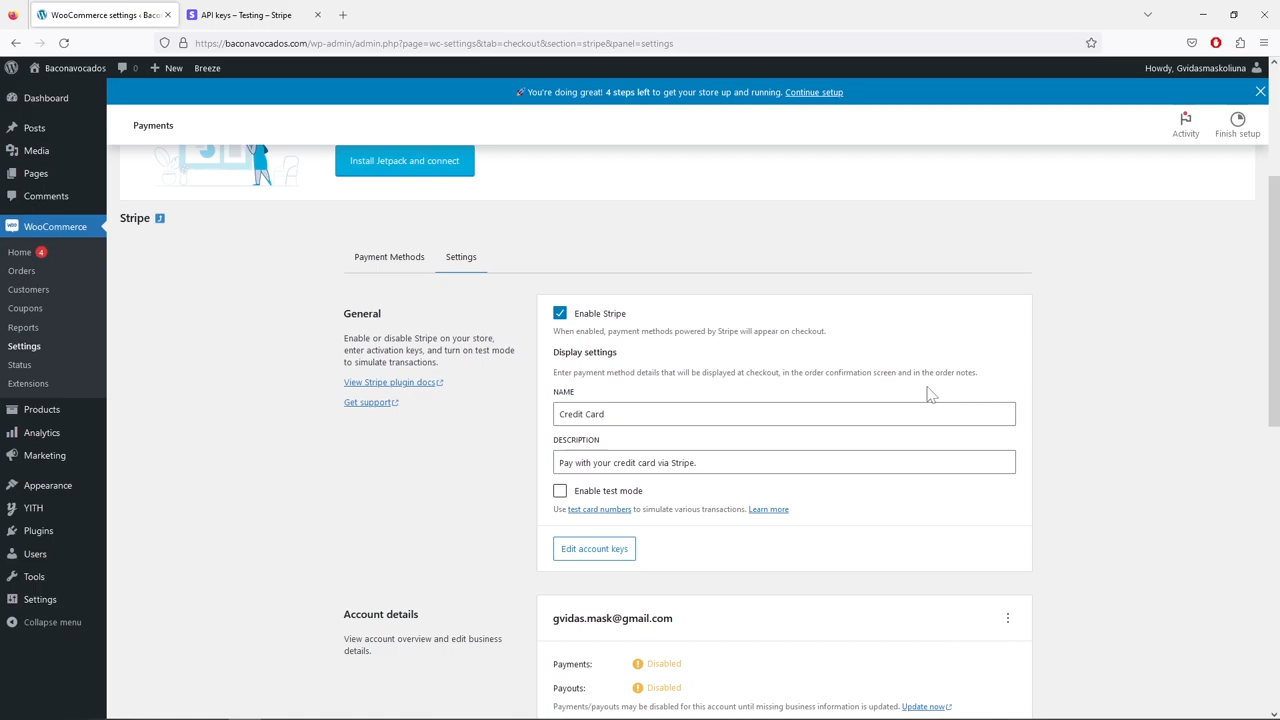 WooCommerce settings ‹ Baco
API keys – Testing – Stripe
https://baconavocados.com/wp-admin/admin.php?page=wc-settings&tab=checkout&section=stripe&panel=settings
Baconavocados
0
New
Breeze
Howdy, Gvidasmaskoliuna
Dashboard
Posts
Media
Pages
Comments
WooCommerce
Home 4
Orders
Customers
Coupons
Reports
Settings
Status
Extensions
Products
Analytics
Marketing
Appearance
YITH
Plugins
Users
Tools
Settings
Collapse menu
🚀 You're doing great! 4 steps left to get your store up and running. Continue setup
Payments
Activity
Finish setup
Install Jetpack and connect
Stripe
Payment Methods
Settings
General
Enable or disable Stripe on your store,
enter activation keys, and turn on test mode
to simulate transactions.
View Stripe plugin docs
Get support
Enable Stripe
When enabled, payment methods powered by Stripe will appear on checkout.
Display settings
Enter payment method details that will be displayed at checkout, in the order confirmation screen and in the order notes.
NAME
Credit Card
DESCRIPTION
Pay with your credit card via Stripe.
Enable test mode
Use test card numbers to simulate various transactions. Learn more
Edit account keys
Account details
View account overview and edit business
details.
gvidas.mask@gmail.com
Payments: Disabled
Payouts: Disabled
Payments/payouts may be disabled for this account until missing business information is updated. Update now